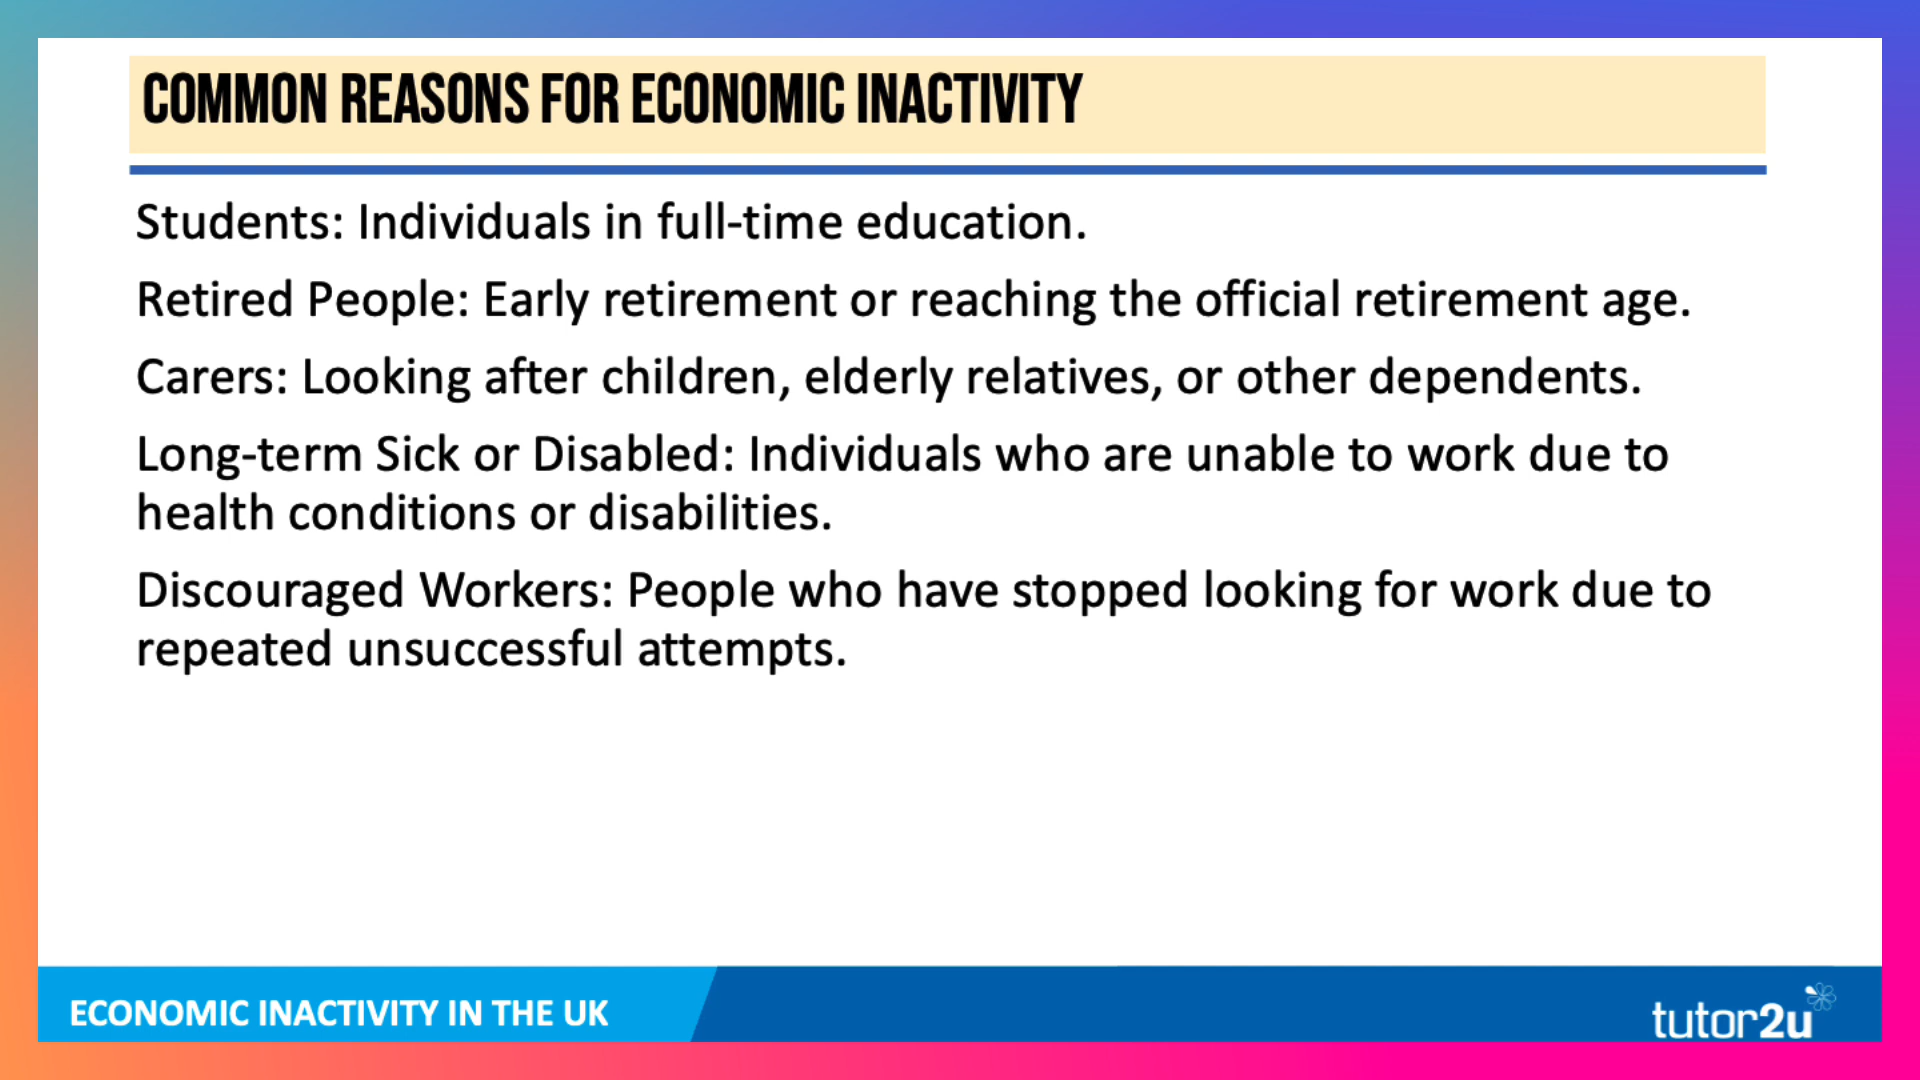 COMMON REASONS FOR ECONOMIC INACTIVITY
Students: Individuals in full-time education.
Retired People: Early retirement or reaching the official retirement age.
Carers: Looking after children, elderly relatives, or other dependents.
Long-term Sick or Disabled: Individuals who are unable to work due to
health conditions or disabilities.
Discouraged Workers: People who have stopped looking for work due to
repeated unsuccessful attempts.
ECONOMIC INACTIVITY IN THE UK
tutor2u